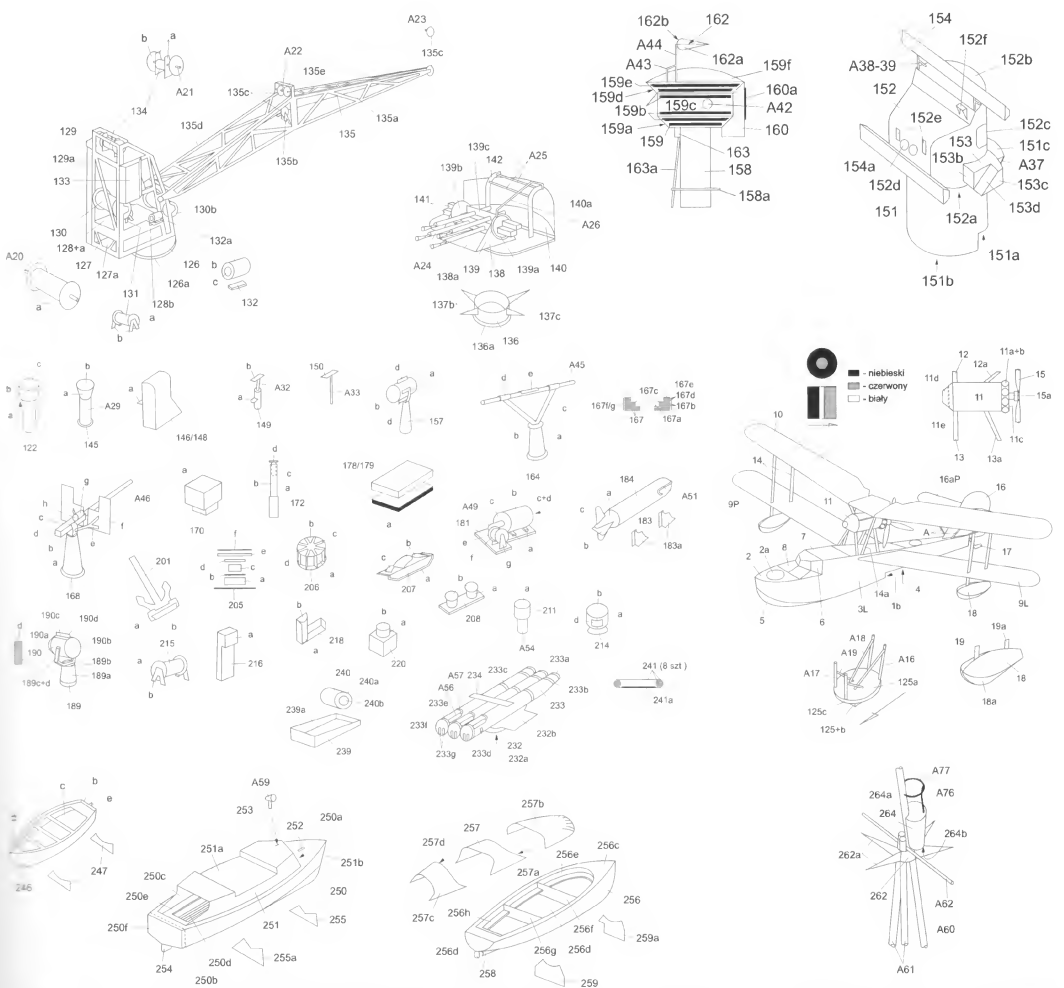 b a
A21
134
129
129a
133
130
128+a
A20
127
127a
a
131
b
128b
a
126a
126
132a
130b
b
c
132
A23
135c
A22
135e
135c
135d
135
135a
135b
139c
142
A25
139b
141
140a
A26
A24
138a
139
138
139a
140
137b
137c
136a
136
162b
162
A44
162a
A43
159f
159e
160a
159d
159c
A42
159b
159a
160
159
163
163a
158
158a
154
152f
152b
A38-39
152
152e
152c
153
151c
153b
A37
154a
153c
152d
153d
151
152a
151a
151b
c
b
a
122
b
a
A29
145
a
146/148
b
A32
a
149
150
A33
d
a
b
d
157
A45
d
e
c
b
a
164
167e
167c
167d
167f/g
167b
167
167a
- niebieski
- czerwony
- biały
12
12a
11a+b
11d
15
11
15a
11e
11c
13
13a
10
14
16aP
16
11
9P
A
7
8
2a
2
17
14a
4
3L
1b
18
9L
5
6
g
h
A46
c
f
d
e
b
a
168
a
170
d
c
b
a
172
178/179
a
A49
b
c+d
c
181
e
a
f
g
184
a
A51
c
183
b
183a
201
a
b
f
e
d
c
b
a
205
b
c
d
a
206
b
c
a
207
b
a
208
a
211
A54
b
a
d
214
190c
190d
d
190a
190b
190
189b
189a
189c+d
189
215
a
b
a
216
b
218
a
b
a
220
240
240a
240b
239a
239
233a
233c
A57
234
A56
233b
233e
233
233f
232b
233g
233d
232
232a
241 (8 szt )
241a
A18
A19
A16
A17
125a
125c
125+b
19a
19
18
18a
c
b
e
247
246
A59
253
252
250a
251a
251b
250c
250
250e
255
250f
251
254
250d
255a
250b
257b
257
257d
256c
256e
257a
257c
256h
256
256f
259a
256d
256g
256d
258
259
A77
264a
A76
264
264b
262a
262
A62
A60
A61